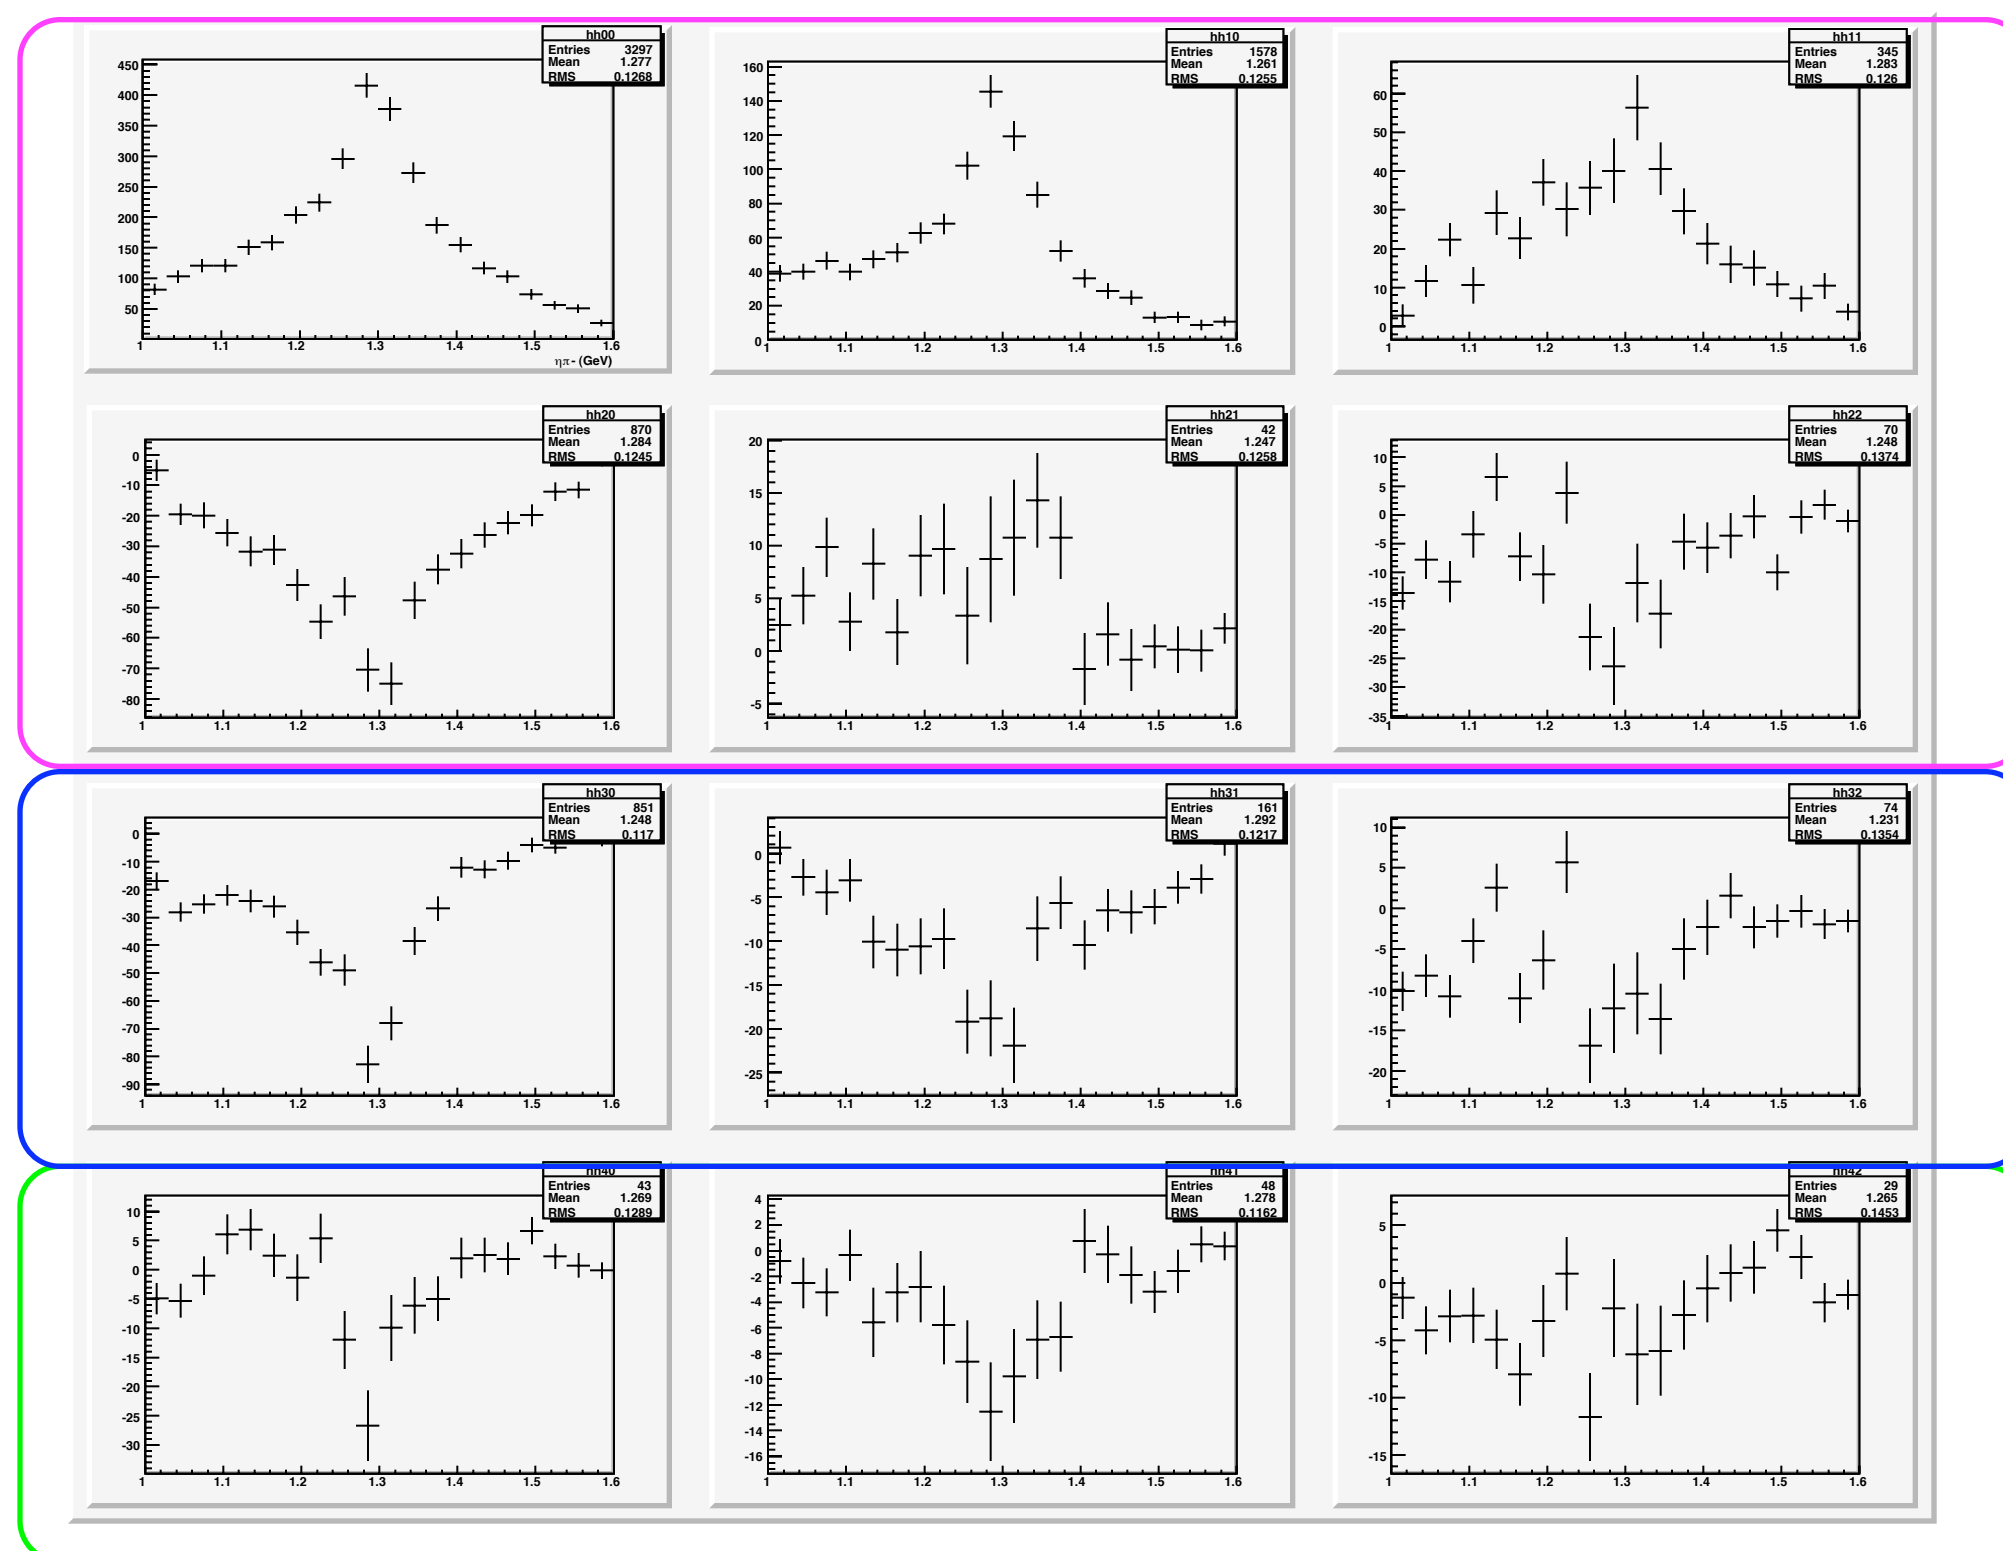 hh00
Entries 3297
Mean 1.277
RMS 0.1268
450
400
350
300
250
200
150
100
50
1 1.1 1.2 1.3 1.4 1.5 1.6
ηπ- (GeV)
hh10
Entries 1578
Mean 1.261
RMS 0.1255
160
140
120
100
80
60
40
20
0
1 1.1 1.2 1.3 1.4 1.5 1.6
hh11
Entries 345
Mean 1.283
RMS 0.126
60
50
40
30
20
10
0
1 1.1 1.2 1.3 1.4 1.5 1.6
hh20
Entries 870
Mean 1.284
RMS 0.1245
0
-10
-20
-30
-40
-50
-60
-70
-80
1 1.1 1.2 1.3 1.4 1.5 1.6
hh21
Entries 42
Mean 1.247
RMS 0.1258
20
15
10
5
0
-5
1 1.1 1.2 1.3 1.4 1.5 1.6
hh22
Entries 70
Mean 1.248
RMS 0.1374
10
5
0
-5
-10
-15
-20
-25
-30
-35
1 1.1 1.2 1.3 1.4 1.5 1.6
hh30
Entries 851
Mean 1.248
RMS 0.117
0
-10
-20
-30
-40
-50
-60
-70
-80
-90
1 1.1 1.2 1.3 1.4 1.5 1.6
hh31
Entries 161
Mean 1.292
RMS 0.1217
0
-5
-10
-15
-20
-25
1 1.1 1.2 1.3 1.4 1.5 1.6
hh32
Entries 74
Mean 1.231
RMS 0.1354
10
5
0
-5
-10
-15
-20
1 1.1 1.2 1.3 1.4 1.5 1.6
hh40
Entries 43
Mean 1.269
RMS 0.1289
10
5
0
-5
-10
-15
-20
-25
-30
1 1.1 1.2 1.3 1.4 1.5 1.6
hh41
Entries 48
Mean 1.278
RMS 0.1162
4
2
0
-2
-4
-6
-8
-10
-12
-14
-16
1 1.1 1.2 1.3 1.4 1.5 1.6
hh42
Entries 29
Mean 1.265
RMS 0.1453
5
0
-5
-10
-15
1 1.1 1.2 1.3 1.4 1.5 1.6